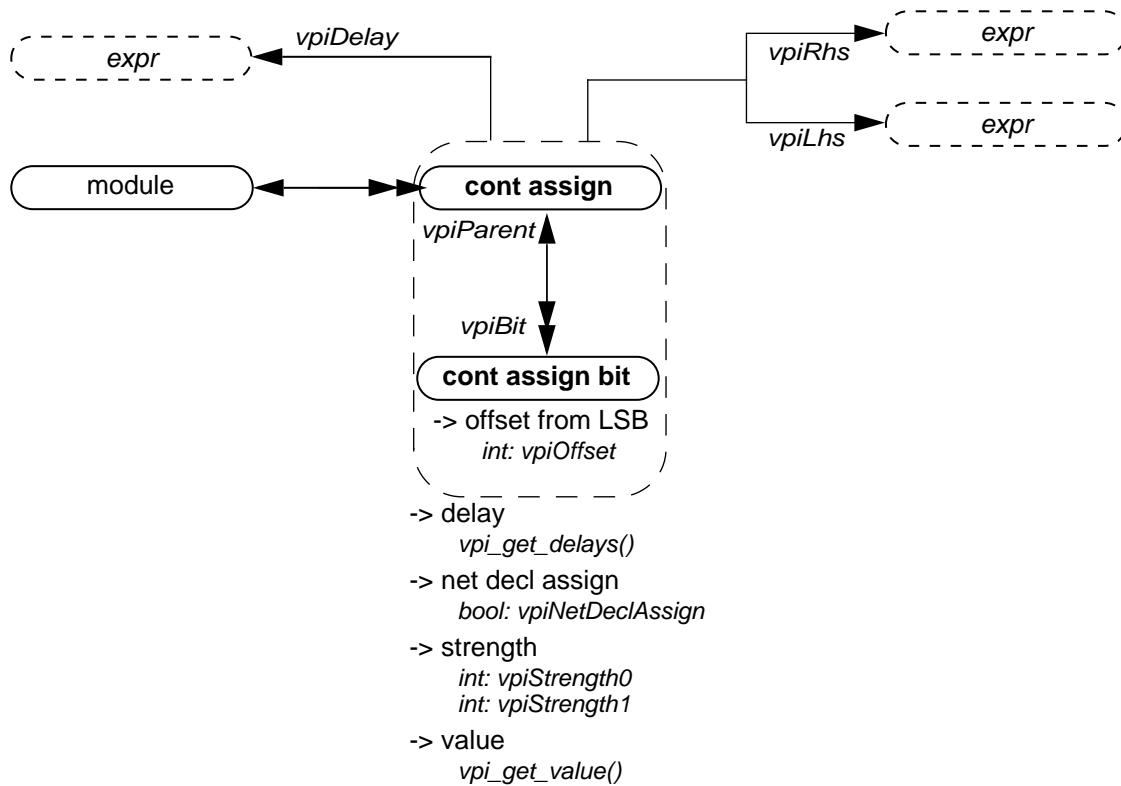 vpiDelay
expr
vpiRhs
expr
vpiLhs
expr
module
cont assign
vpiParent
vpiBit
cont assign bit
-> offset from LSB
int: vpiOffset
-> delay
vpi_get_delays()
-> net decl assign
bool: vpiNetDeclAssign
-> strength
int: vpiStrength0
int: vpiStrength1
-> value
vpi_get_value()